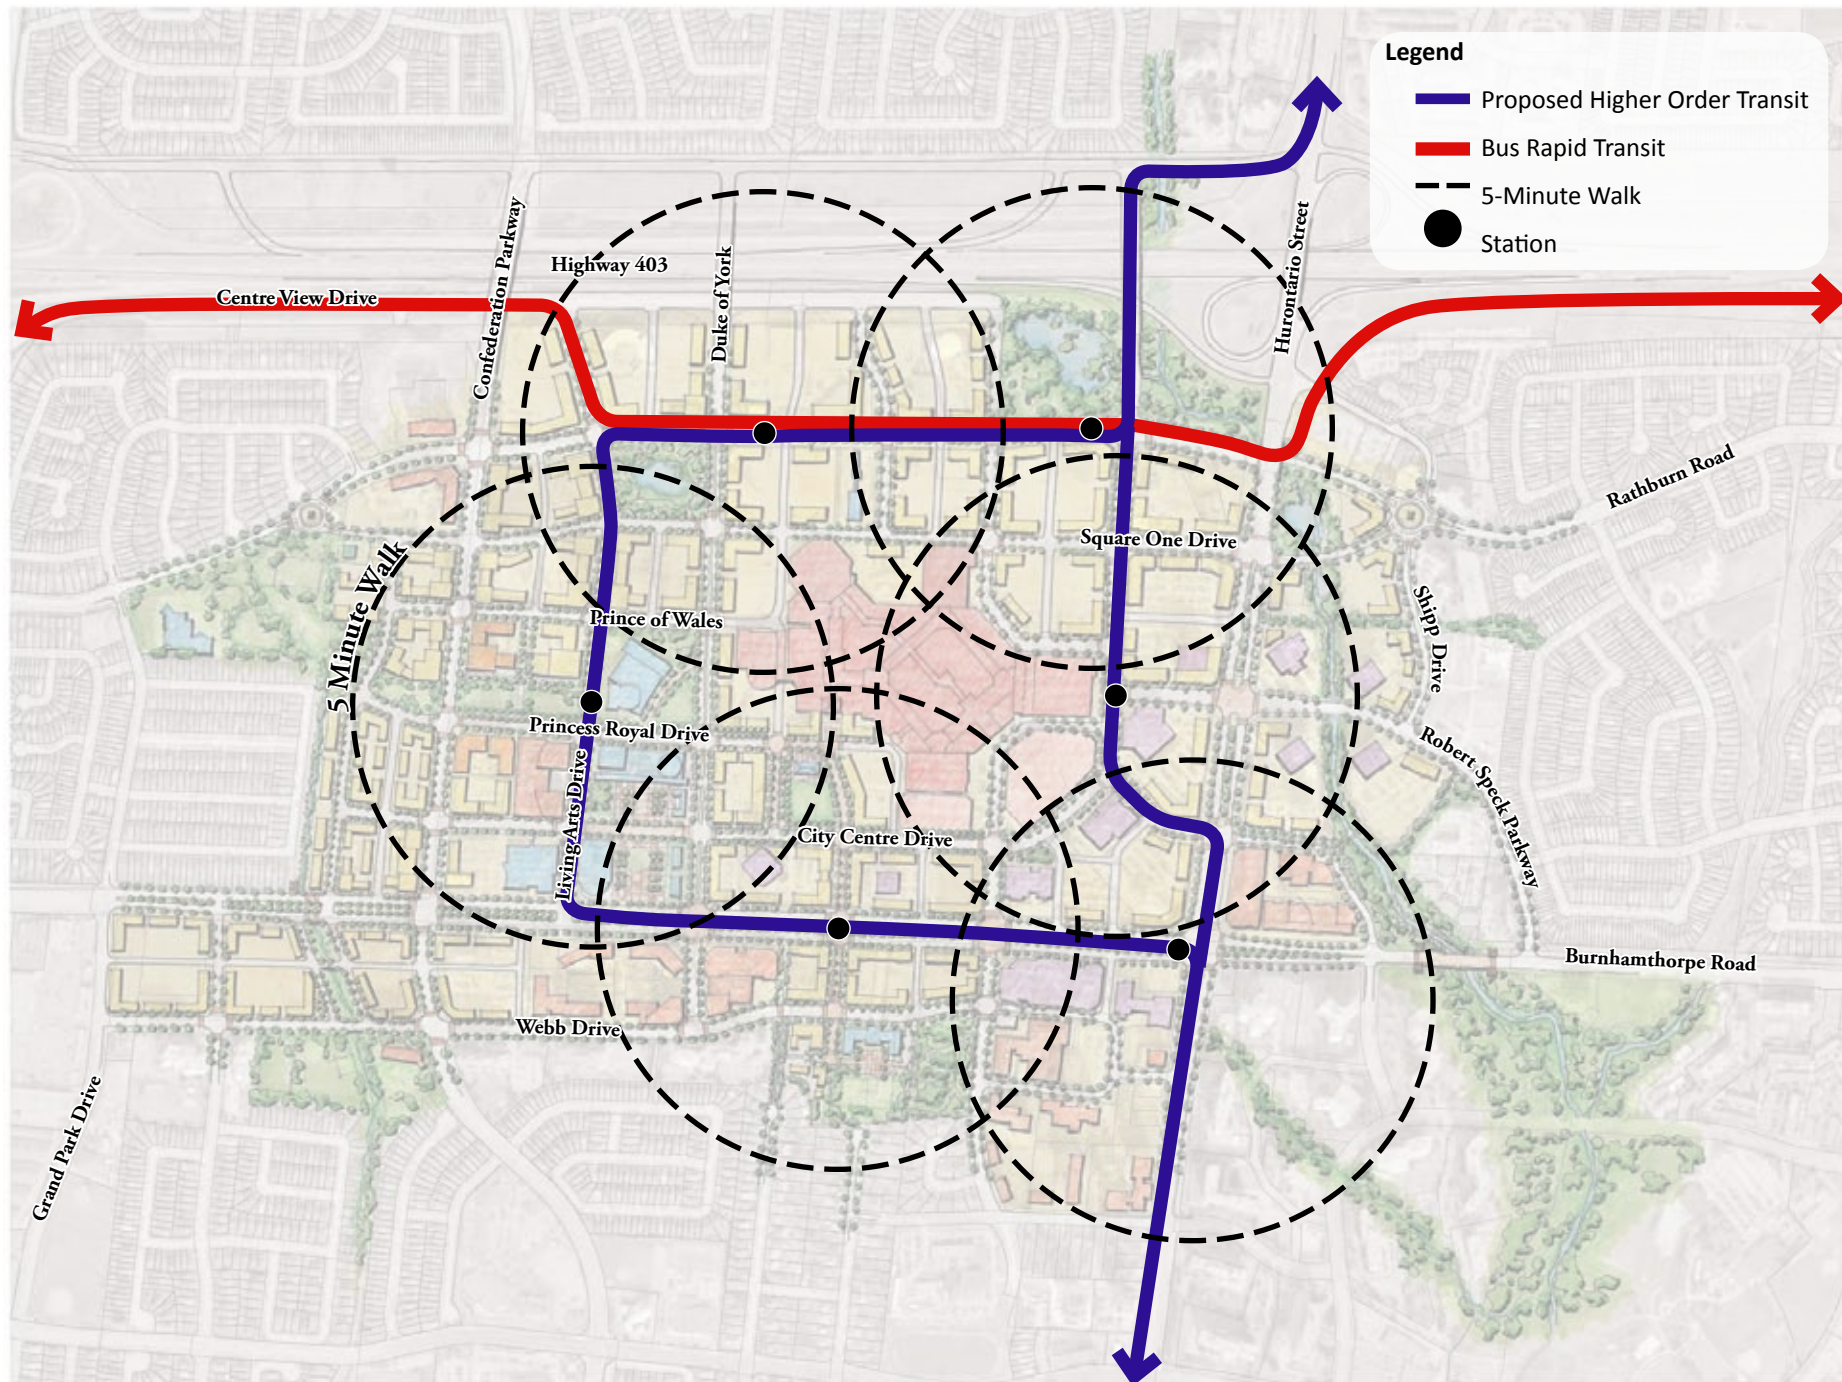 Legend
Proposed Higher Order Transit
Bus Rapid Transit
5-Minute Walk
Station
Confederation Parkway
Highway 403
Duke of York
Hurontario Street
Centre View Drive
Rathburn Road
Square One Drive
5 Minute Walk
Prince of Wales
Shipp Drive
Princess Royal Drive
Robert Speck Parkway
Living Arts Drive
City Centre Drive
Burnhamthorpe Road
Webb Drive
Grand Park Drive